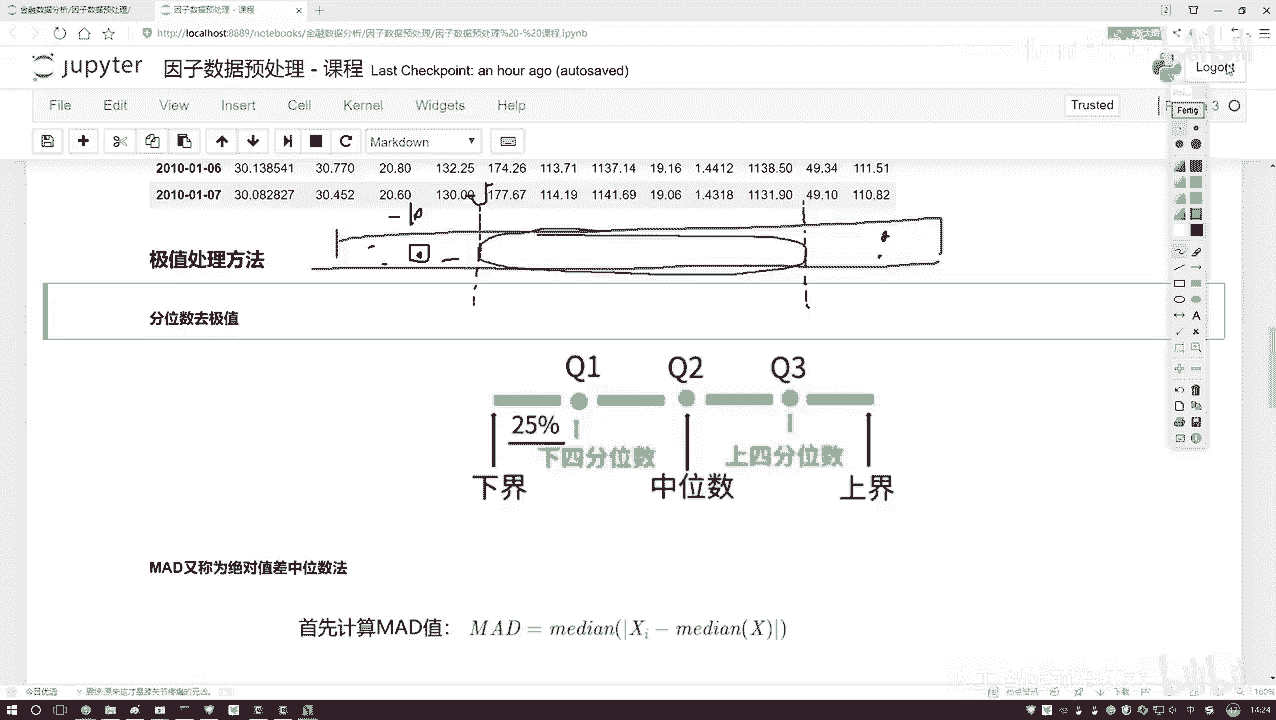 金融数据分析/因子数据预处理/
因子数据预处理 - 课程
http://localhost:8889/notebooks/金融数据分析/因子数据预处理/因子数据预处理%20-%20课程.ipynb
jupyter 因子数据预处理 - 课程 Last Checkpoint: an hour ago (autosaved)
Logout
File Edit View Insert Cell Kernel Widgets Help
Trusted
3
Fertig
Markdown
2010-01-06 30.138541 30.770 20.80 132.25 174.26 113.71 1137.14 19.16 1.4412 1138.50 49.34 111.51
2010-01-07 30.082827 30.452 20.60 130.00 177.67 114.19 1141.69 19.06 1.4318 1131.90 49.10 110.82
极值处理方法
分位数去极值
Q1 Q2 Q3
25%
下四分位数 上四分位数
下界 中位数 上界
MAD又称为绝对值差中位数法
首先计算MAD值： MAD = median(|X_i − median(X)|)
今日优选
下载
160%
14:24